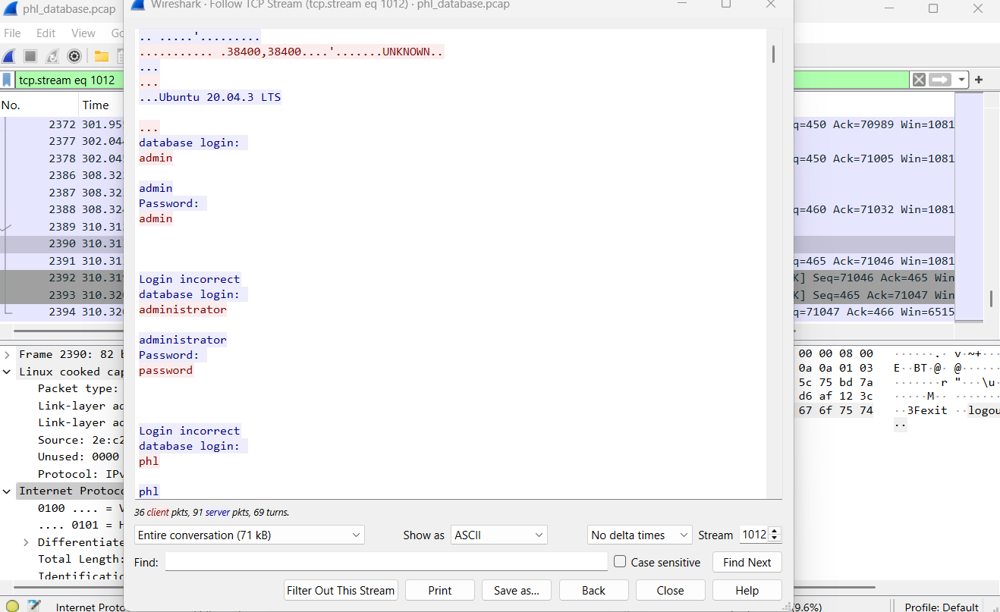 phl_database.pcap
Wireshark · Follow TCP Stream (tcp.stream eq 1012) · phl_database.pcap
File Edit View Go
tcp.stream eq 1012
No. Time
2372 301.95
2377 302.04
2378 302.04
2386 308.32
2387 308.32
2388 308.324
2389 310.31
2390 310.31
2391 310.31
2392 310.319
2393 310.320
2394 310.320
.. .....'.........
........... .38400,38400....'.......UNKNOWN..
...
...
...Ubuntu 20.04.3 LTS
...
database login:
admin
admin
Password:
admin
Login incorrect
database login:
administrator
administrator
Password:
password
Login incorrect
database login:
phl
phl
q=450 Ack=70989 Win=1081
q=450 Ack=71005 Win=1081
q=460 Ack=71032 Win=1081
q=465 Ack=71046 Win=1081
K] Seq=71046 Ack=465 Win
K] Seq=465 Ack=71047 Win
q=71047 Ack=466 Win=6515
Frame 2390: 82 b
Linux cooked cap
Packet type:
Link-layer ad
Link-layer ad
Source: 2e:c2
Unused: 0000
Protocol: IPv
Internet Protoc
0100 .... = V
.... 0101 = H
Differentiate
Total Length:
Identificatio
00 00 08 00 ······.·v·~+···
0a 0a 01 03 E··BT·@·@·······
5c 75 bd 7a ·······r"···\u·
d6 af 12 3c ·····M··
67 6f 75 74 ··3Fexit ··logou
··
36 client pkts, 91 server pkts, 69 turns.
Entire conversation (71 kB) Show as ASCII No delta times Stream 1012
Find: Case sensitive Find Next
Filter Out This Stream Print Save as... Back Close Help
Internet Proto
(9.6%) Profile: Default